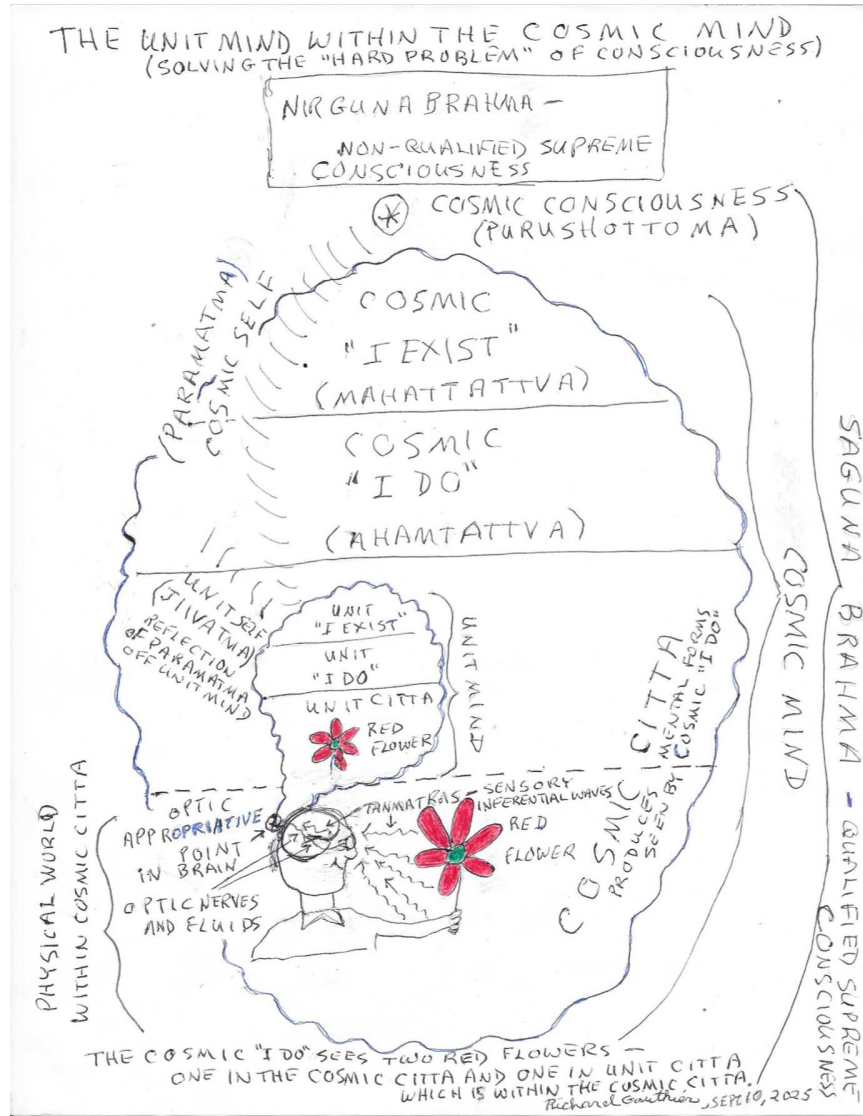 THE UNIT MIND WITHIN THE COSMIC MIND
(SOLVING THE "HARD PROBLEM" OF CONSCIOUSNESS)
NIRGUNA BRAHMA —
NON-QUALIFIED SUPREME
CONSCIOUSNESS
COSMIC CONSCIOUSNESS
(PURUSHOTTOMA)
(PARAMATMA)
COSMIC SELF
COSMIC
"I EXIST"
(MAHATTATTVA)
COSMIC
"I DO"
(AHAMTATTVA)
UNIT SELF
(JIIVATMA)
REFLECTION
OF PARAMATMA
OFF UNIT MIND
UNIT
"I EXIST"
UNIT
"I DO"
UNIT CITTA
RED
FLOWER
UNIT MIND
COSMIC CITTA
PRODUCES MENTAL FORMS
SEEN BY COSMIC "I DO"
COSMIC MIND
SAGUNA BRAHMA - QUALIFIED SUPREME
CONSCIOUSNESS
OPTIC
APPROPRIATIVE
POINT
IN BRAIN
OPTIC NERVES
AND FLUIDS
TANMATRAS - SENSORY
INFERENTIAL WAVES
RED
FLOWER
PHYSICAL WORLD
WITHIN COSMIC CITTA
THE COSMIC "I DO" SEES TWO RED FLOWERS —
ONE IN THE COSMIC CITTA AND ONE IN UNIT CITTA
WHICH IS WITHIN THE COSMIC CITTA.
Richard Gauthier, SEPT 10, 2025